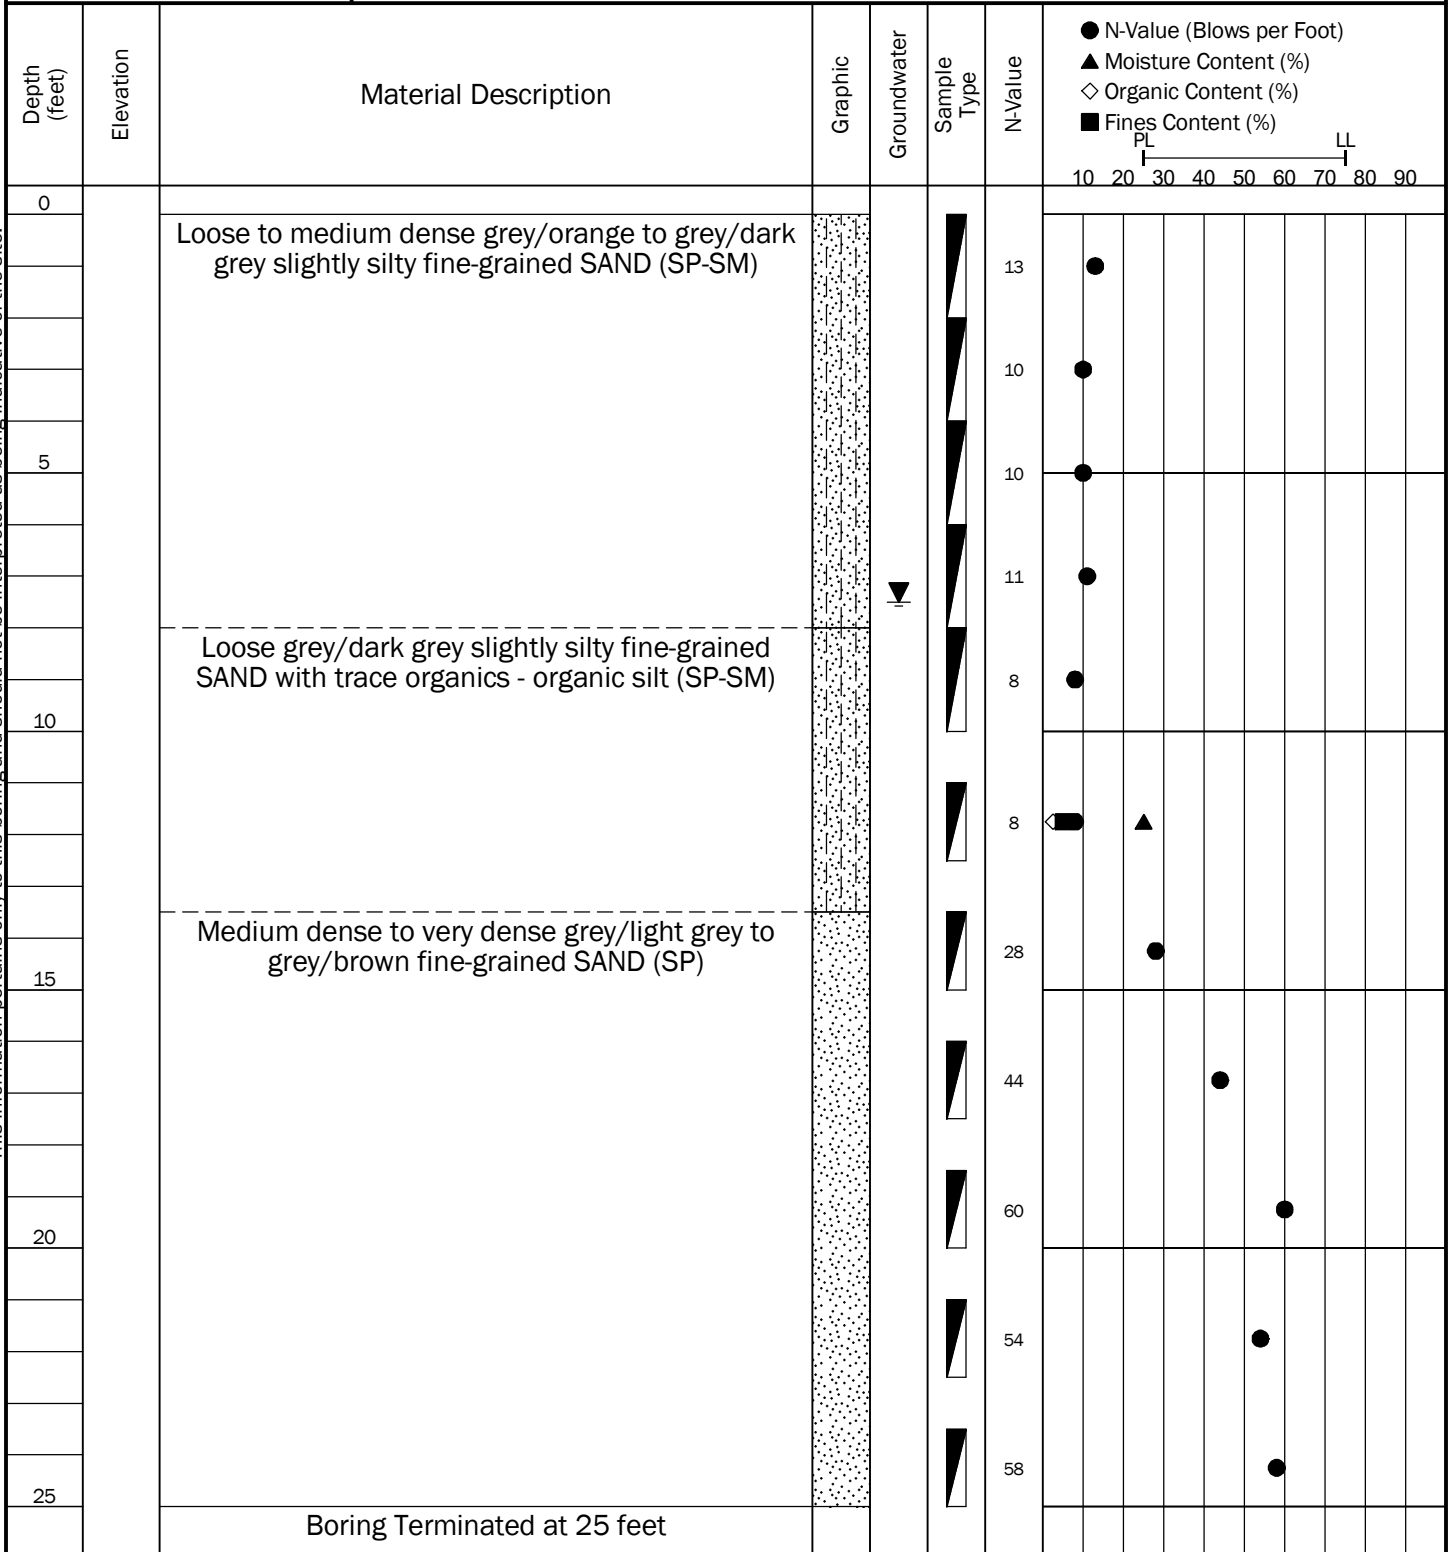 Depth
(feet)
Elevation
Material Description
Graphic
Groundwater
Sample
Type
N-Value
N-Value (Blows per Foot)
Moisture Content (%)
Organic Content (%)
Fines Content (%)
PL LL
10 20 30 40 50 60 70 80 90
0
Loose to medium dense grey/orange to grey/dark
grey slightly silty fine-grained SAND (SP-SM)
13
10
5
10
11
Loose grey/dark grey slightly silty fine-grained
SAND with trace organics - organic silt (SP-SM)
8
10
8
Medium dense to very dense grey/light grey to
grey/brown fine-grained SAND (SP)
28
15
44
60
20
54
58
25
Boring Terminated at 25 feet